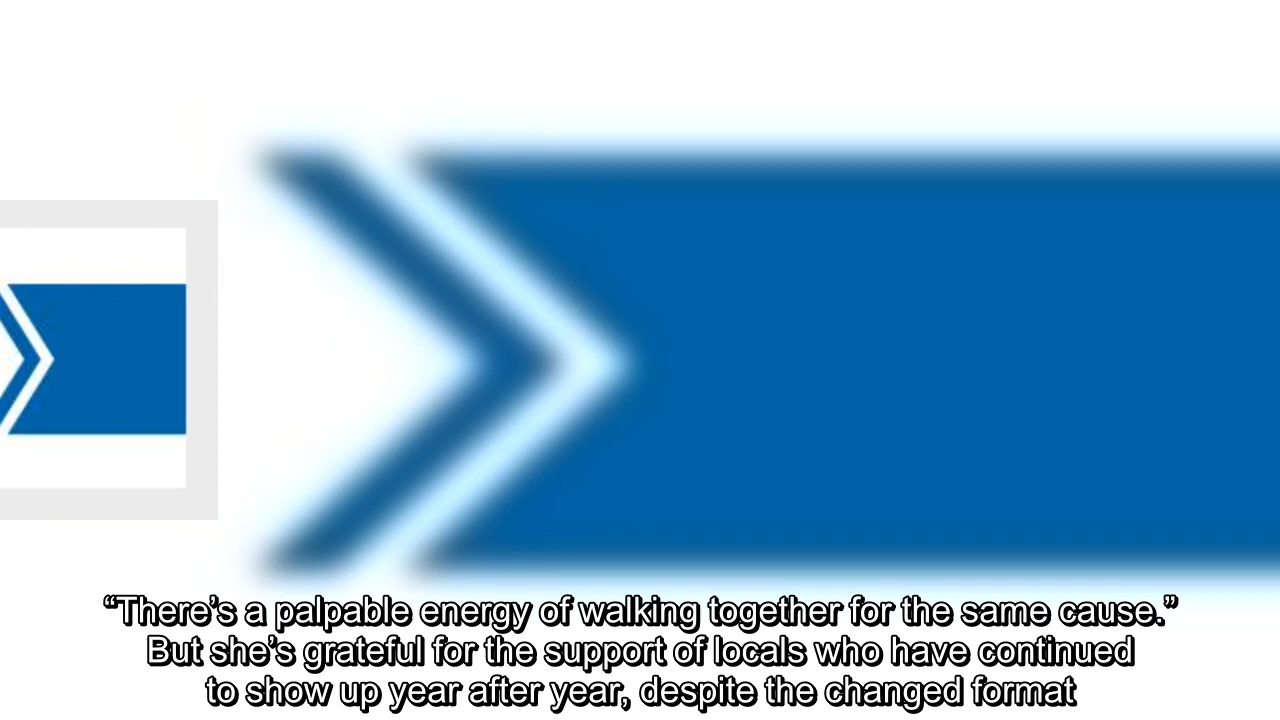 “There’s a palpable energy of walking together for the same cause.”
But she’s grateful for the support of locals who have continued
to show up year after year, despite the changed format